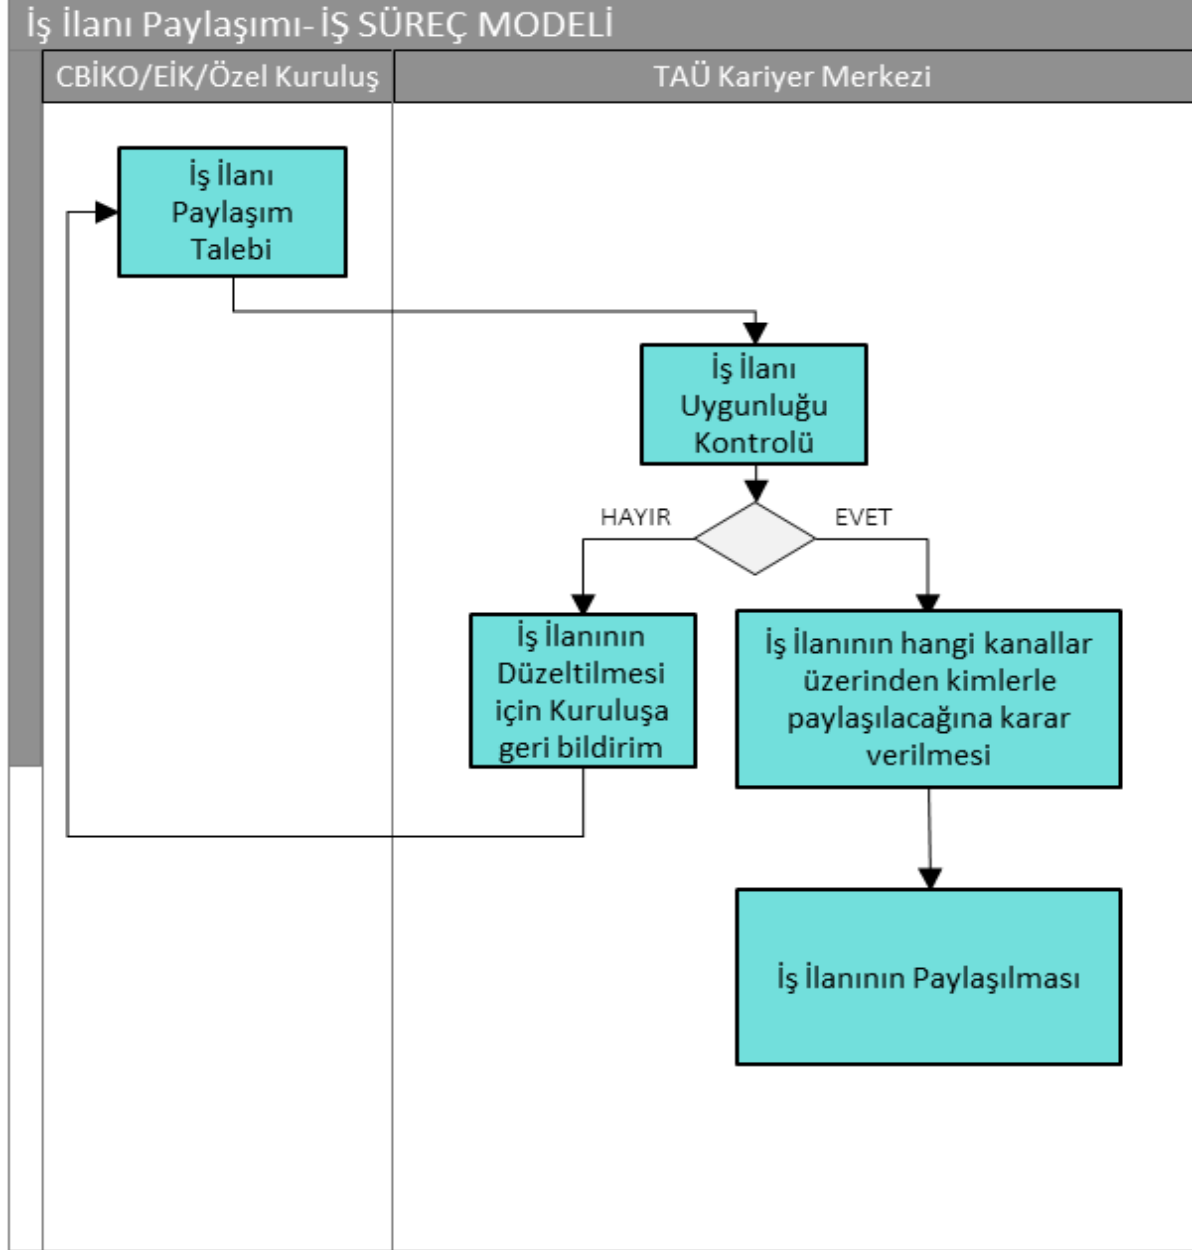 İş İlanı Paylaşımı- İŞ SÜREÇ MODELİ
CBİKO/EİK/Özel Kuruluş
TAÜ Kariyer Merkezi
İş İlanı
Paylaşım
Talebi
İş İlanı
Uygunluğu
Kontrolü
HAYIR
EVET
İş İlanının
Düzeltilmesi
için Kuruluşa
geri bildirim
İş İlanının hangi kanallar
üzerinden kimlerle
paylaşılacağına karar
verilmesi
İş İlanının Paylaşılması